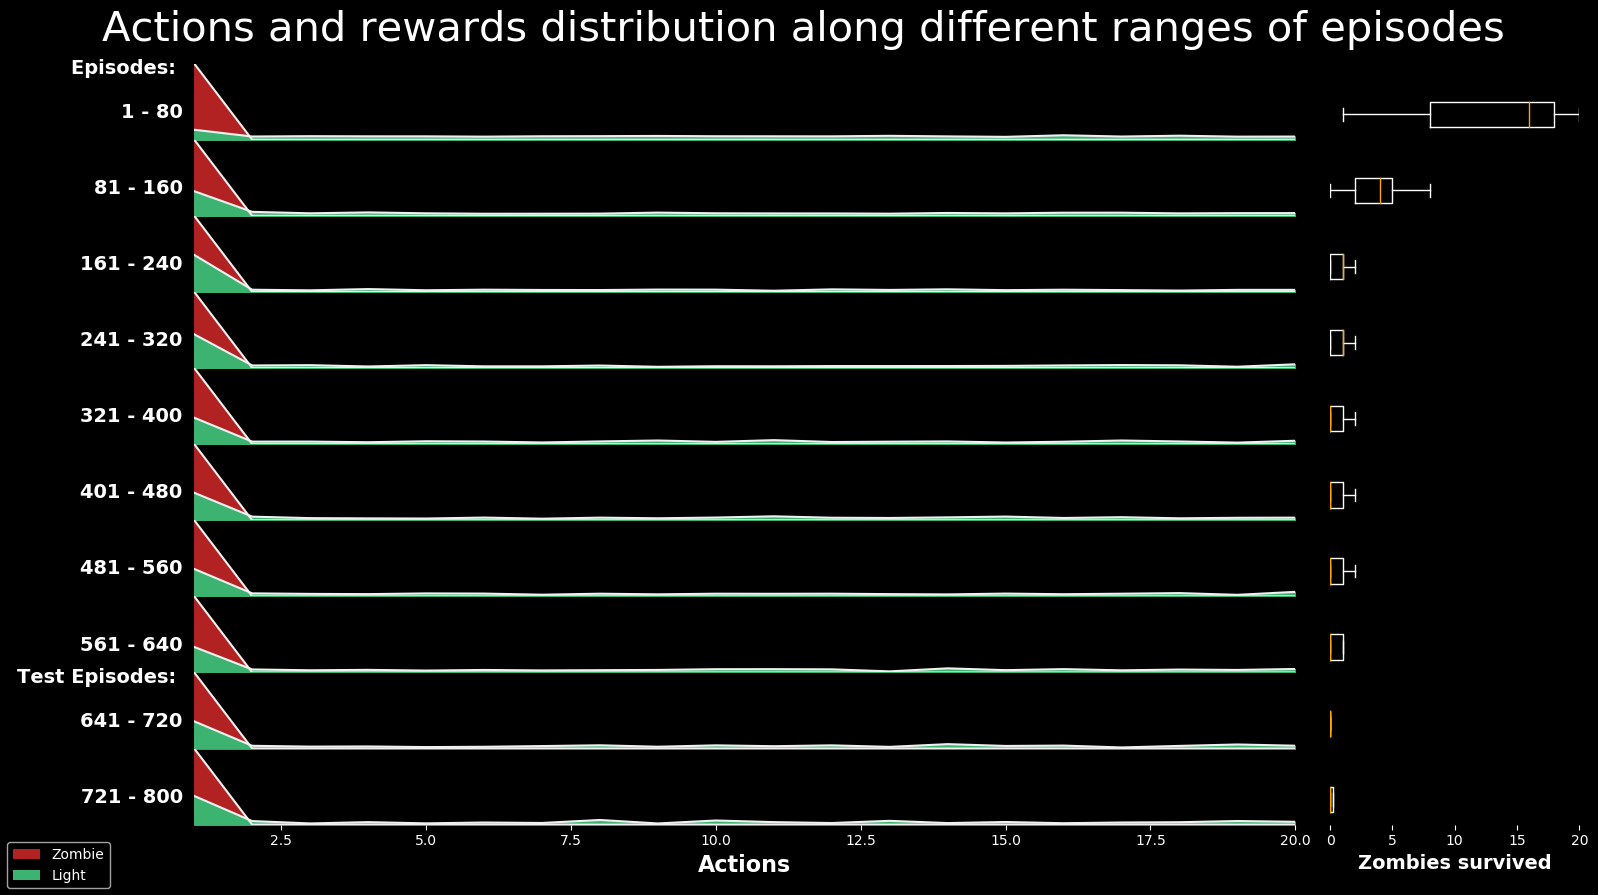 Actions and rewards distribution along different ranges of episodes
Episodes:
1 - 80
81 - 160
161 - 240
241 - 320
321 - 400
401 - 480
481 - 560
561 - 640
Test Episodes:
641 - 720
721 - 800
2.5 5.0 7.5 10.0 12.5 15.0 17.5 20.0
Actions
0 5 10 15 20
Zombies survived
Zombie
Light